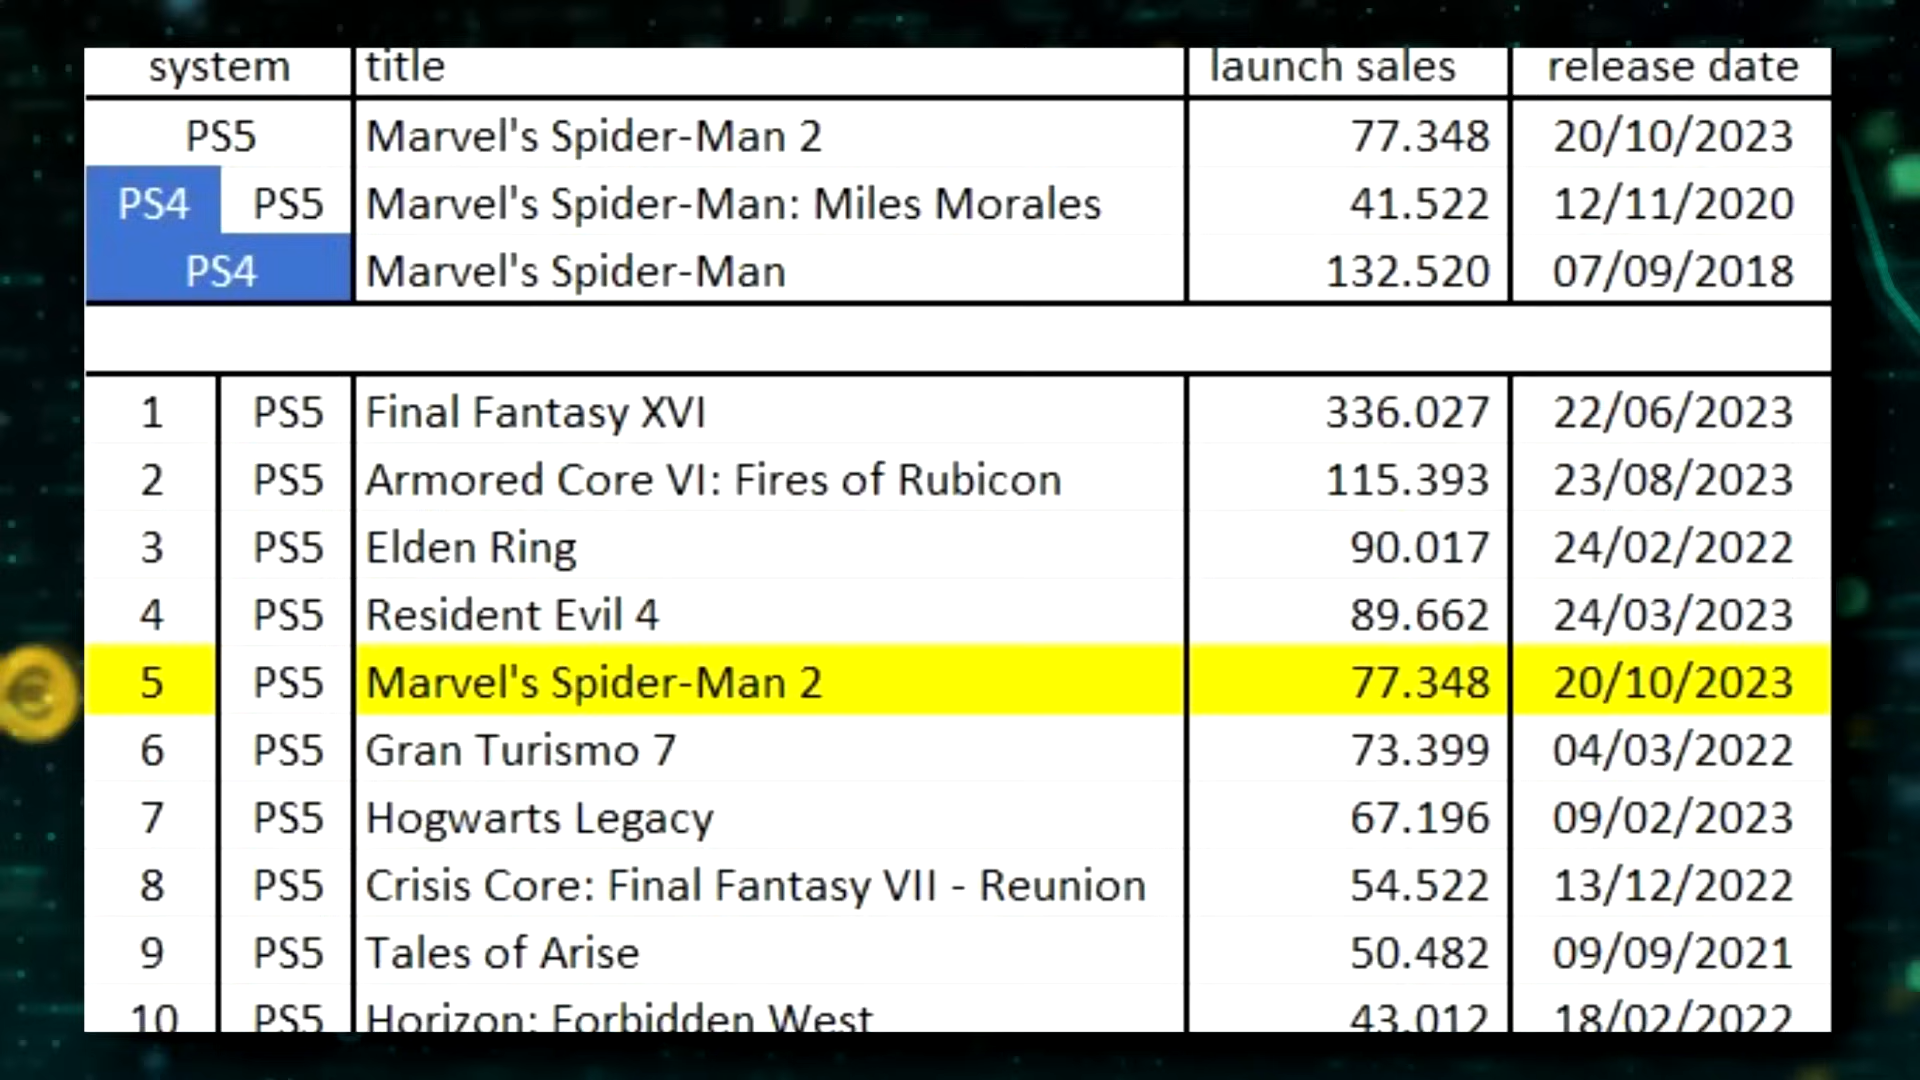 system title launch sales release date
PS5 Marvel's Spider-Man 2 77.348 20/10/2023
PS4 PS5 Marvel's Spider-Man: Miles Morales 41.522 12/11/2020
PS4 Marvel's Spider-Man 132.520 07/09/2018
1 PS5 Final Fantasy XVI 336.027 22/06/2023
2 PS5 Armored Core VI: Fires of Rubicon 115.393 23/08/2023
3 PS5 Elden Ring 90.017 24/02/2022
4 PS5 Resident Evil 4 89.662 24/03/2023
5 PS5 Marvel's Spider-Man 2 77.348 20/10/2023
6 PS5 Gran Turismo 7 73.399 04/03/2022
7 PS5 Hogwarts Legacy 67.196 09/02/2023
8 PS5 Crisis Core: Final Fantasy VII - Reunion 54.522 13/12/2022
9 PS5 Tales of Arise 50.482 09/09/2021
10 PS5 Horizon: Forbidden West 43.012 18/02/2022